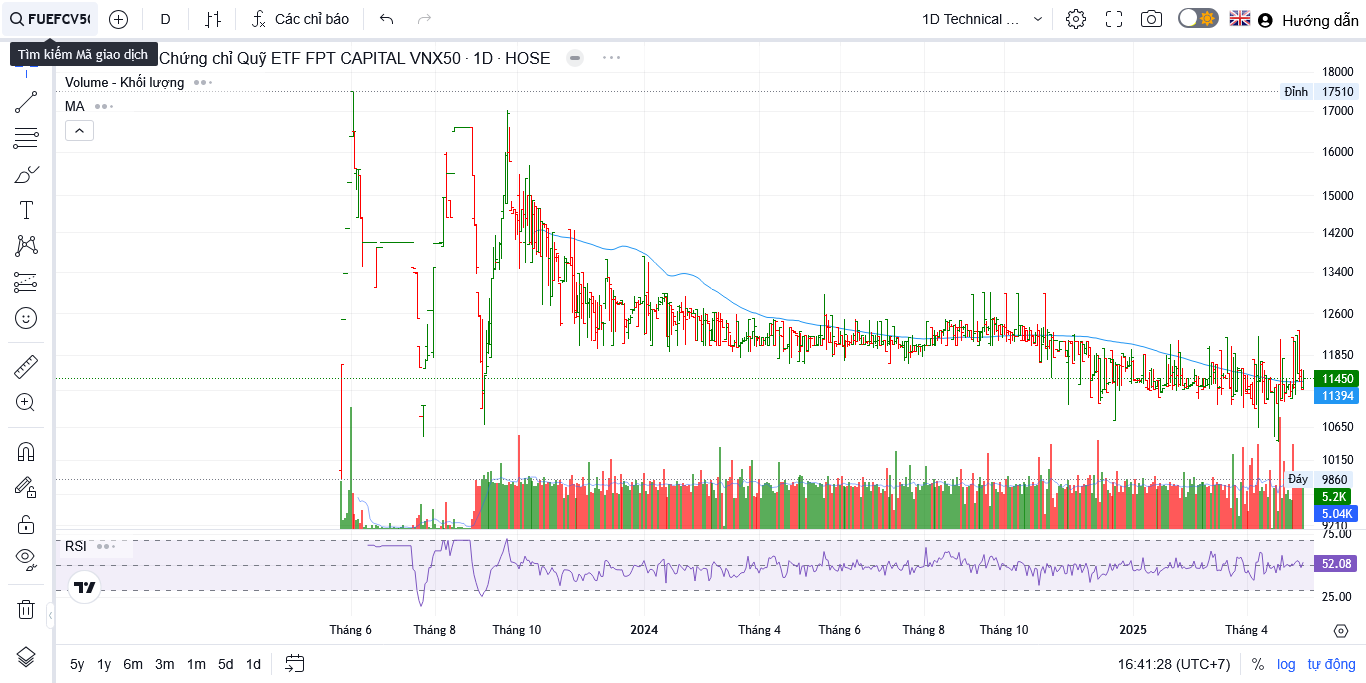 FUEFCV50
D
Các chỉ báo
1D Technical ...
Hướng dẫn
Tìm kiếm Mã giao dịch
Chứng chỉ Quỹ ETF FPT CAPITAL VNX50 · 1D · HOSE
Volume - Khối lượng
MA
18000
Đỉnh 17510
17000
16000
15000
14200
13400
12600
11850
11450
11394
10650
10150
Đáy 9860
5.2K
5.04K
9210
75.00
RSI
52.08
25.00
Tháng 6 Tháng 8 Tháng 10 2024 Tháng 4 Tháng 6 Tháng 8 Tháng 10 2025 Tháng 4
5y 1y 6m 3m 1m 5d 1d
16:41:28 (UTC+7) % log tự động